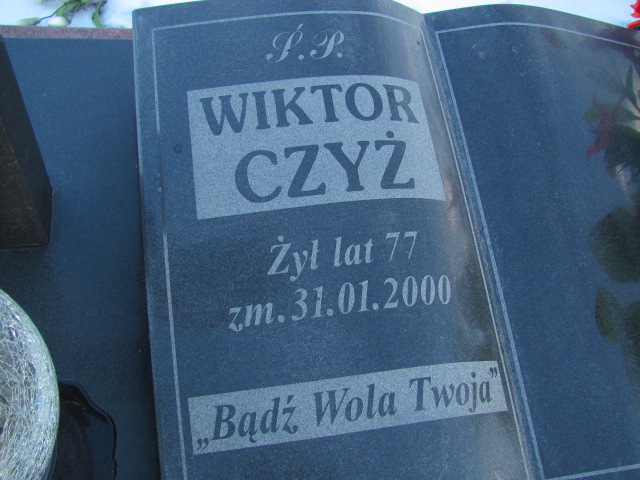 Ś.P.
WIKTOR
CZYŻ
Żył lat 77
zm.31.01.2000
„Bądź Wola Twoja”